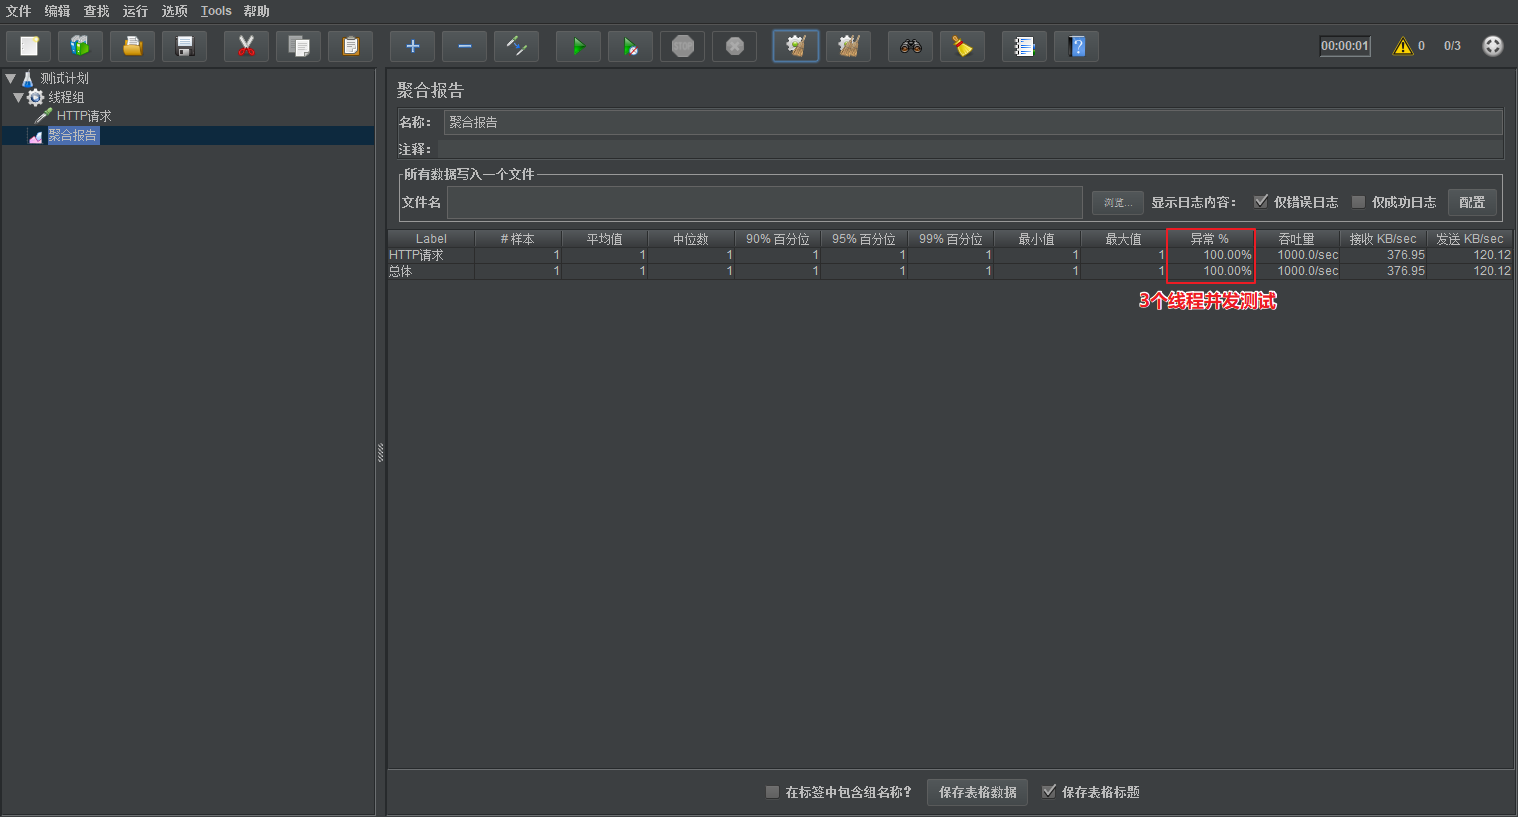 文件 编辑 查找 运行 选项 Tools 帮助
STOP 00:00:01 0 0/3
测试计划
线程组
HTTP请求
聚合报告
聚合报告
名称： 聚合报告
注释：
所有数据写入一个文件
文件名 浏览... 显示日志内容： 仅错误日志 仅成功日志 配置
Label # 样本 平均值 中位数 90% 百分位 95% 百分位 99% 百分位 最小值 最大值 异常 % 吞吐量 接收 KB/sec 发送 KB/sec
HTTP请求 1 1 1 1 1 1 1 1 100.00% 1000.0/sec 376.95 120.12
总体 1 1 1 1 1 1 1 1 100.00% 1000.0/sec 376.95 120.12
3个线程并发测试
在标签中包含组名称? 保存表格数据 保存表格标题